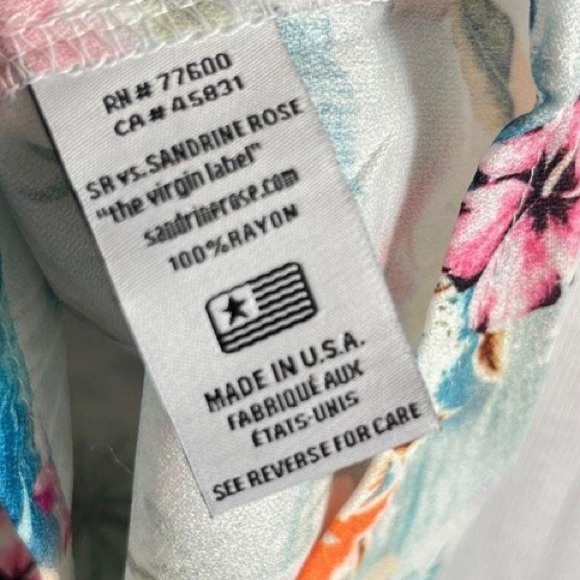 RN # 77600
CA # 45831
SR vs. SANDRINE ROSE
"the virgin label"
sandrinerose.com
100% RAYON
MADE IN U.S.A.
FABRIQUÉ AUX
ÉTATS-UNIS
SEE REVERSE FOR CARE